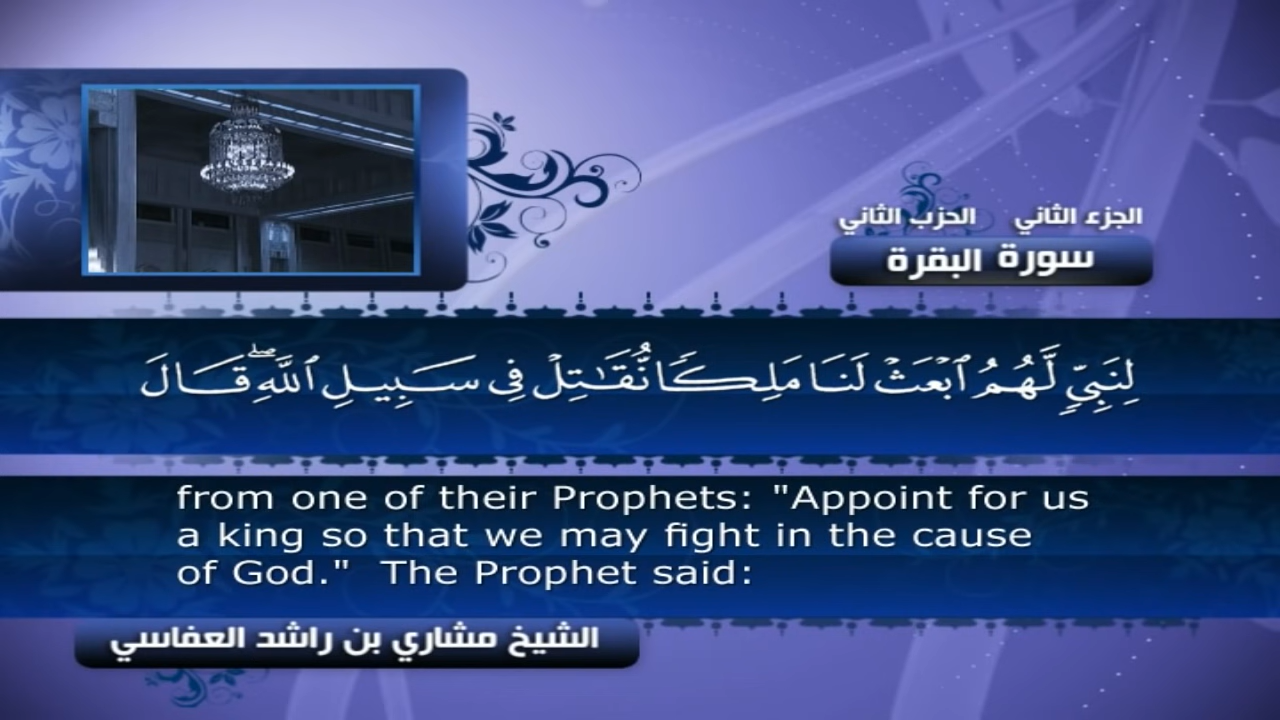 الجزء الثاني الحزب الثاني
سورة البقرة
لِنَبِيٍّ لَّهُمُ ٱبْعَثْ لَنَا مَلِكًا نُّقَٰتِلْ فِى سَبِيلِ ٱللَّهِ ۖ قَالَ
from one of their Prophets: "Appoint for us
a king so that we may fight in the cause
of God." The Prophet said:
الشيخ مشاري بن راشد العفاسي